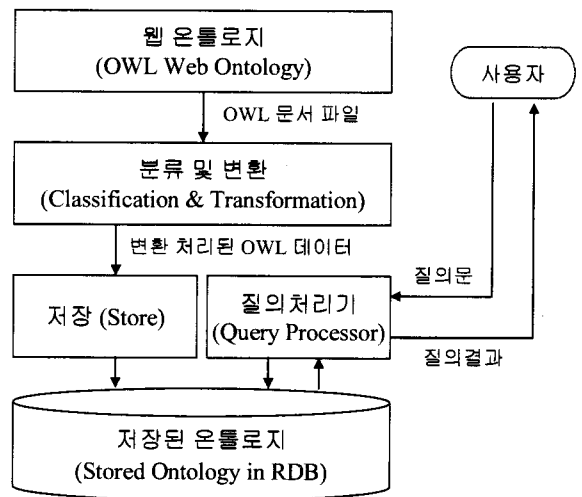 웹 온톨로지
(OWL Web Ontology)
사용자
OWL 문서 파일
분류 및 변환
(Classification & Transformation)
변환 처리된 OWL 데이터
질의문
저장 (Store)
질의처리기
(Query Processor)
질의결과
저장된 온톨로지
(Stored Ontology in RDB)